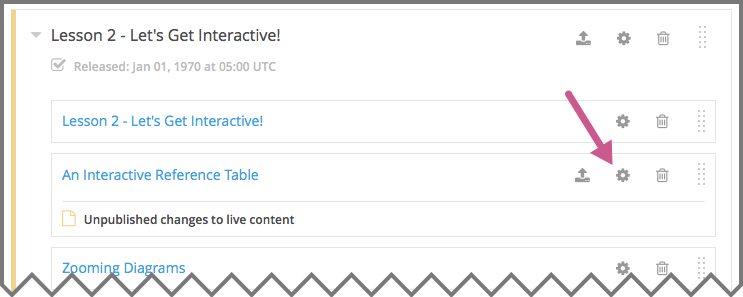 Lesson 2 - Let's Get Interactive!
Released: Jan 01, 1970 at 05:00 UTC
Lesson 2 - Let's Get Interactive!
An Interactive Reference Table
Unpublished changes to live content
Zooming Diagrams